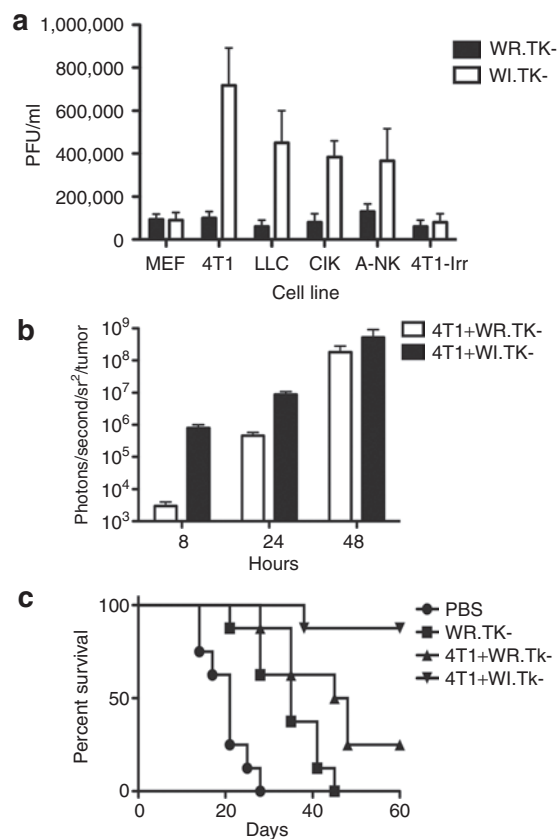 a
1,000,000
800,000
600,000
400,000
200,000
0
PFU/ml
MEF 4T1 LLC CIK A-NK 4T1-Irr
Cell line
WR.TK-
WI.TK-
b
10⁹
10⁸
10⁷
10⁶
10⁵
10⁴
10³
Photons/second/sr²/tumor
8 24 48
Hours
4T1+WR.TK-
4T1+WI.TK-
c
100
50
0
Percent survival
0 20 40 60
Days
PBS
WR.TK-
4T1+WR.Tk-
4T1+WI.Tk-